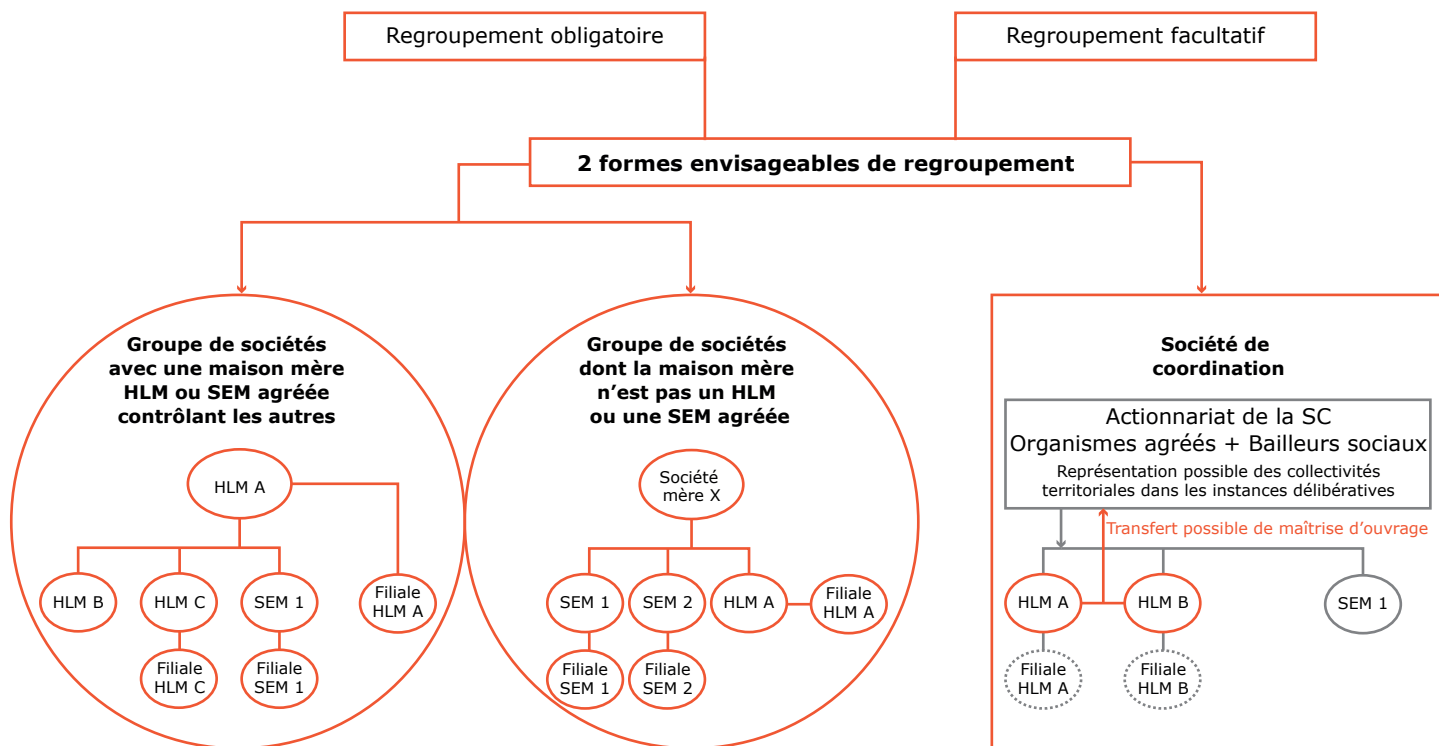 Regroupement obligatoire
Regroupement facultatif
2 formes envisageables de regroupement
Groupe de sociétés
avec une maison mère
HLM ou SEM agréée
contrôlant les autres
HLM A
HLM B
HLM C
SEM 1
Filiale
HLM A
Filiale
HLM C
Filiale
SEM 1
Groupe de sociétés
dont la maison mère
n’est pas un HLM
ou une SEM agréée
Société
mère X
SEM 1
SEM 2
HLM A
Filiale
HLM A
Filiale
SEM 1
Filiale
SEM 2
Société de
coordination
Actionnariat de la SC
Organismes agréés + Bailleurs sociaux
Représentation possible des collectivités
territoriales dans les instances délibératives
Transfert possible de maîtrise d’ouvrage
HLM A
HLM B
SEM 1
Filiale
HLM A
Filiale
HLM B